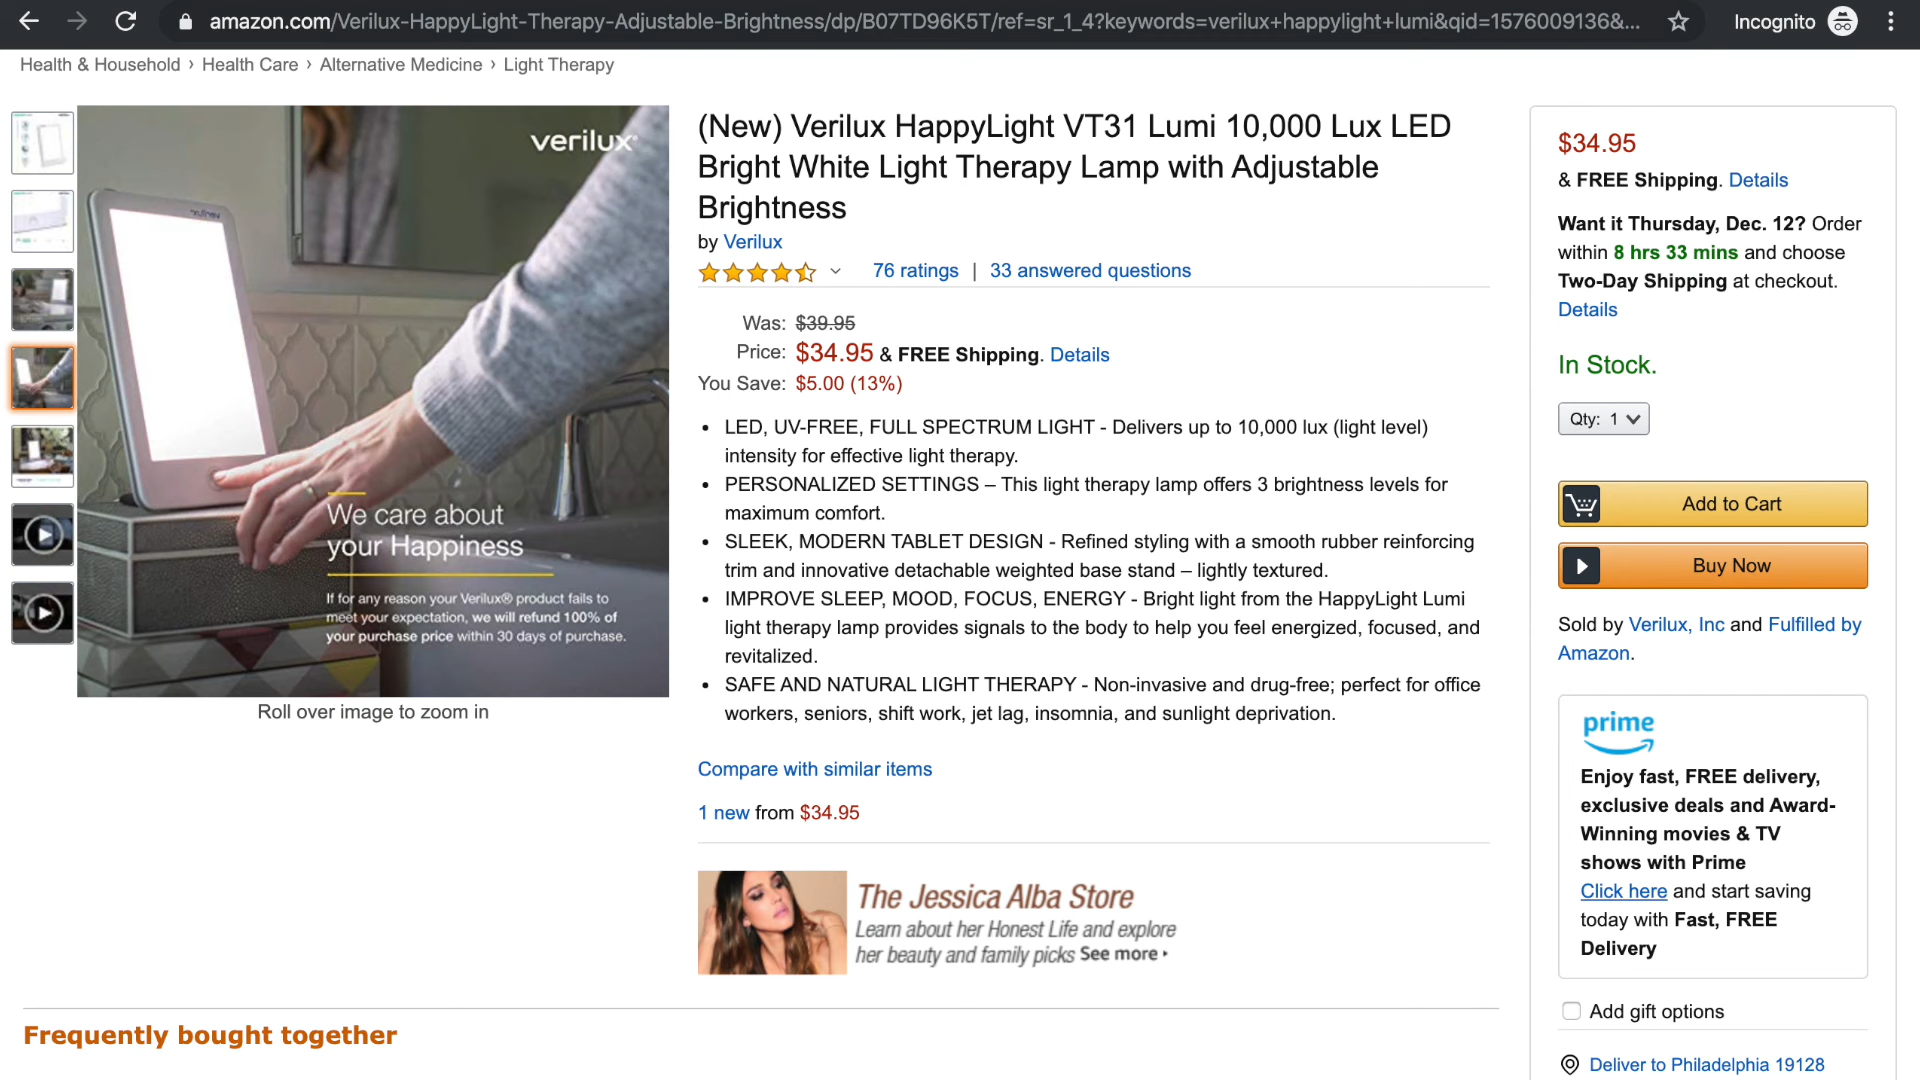 amazon.com/Verilux-HappyLight-Therapy-Adjustable-Brightness/dp/B07TD96K5T/ref=sr_1_4?keywords=verilux+happylight+lumi&qid=1576009136&...
Incognito
Health & Household › Health Care › Alternative Medicine › Light Therapy
verilux
verilux
We care about
your Happiness
If for any reason your Verilux® product fails to
meet your expectation, we will refund 100% of
your purchase price within 30 days of purchase.
Roll over image to zoom in
(New) Verilux HappyLight VT31 Lumi 10,000 Lux LED
Bright White Light Therapy Lamp with Adjustable
Brightness
by Verilux
76 ratings | 33 answered questions
Was: $39.95
Price: $34.95 & FREE Shipping. Details
You Save: $5.00 (13%)
• LED, UV-FREE, FULL SPECTRUM LIGHT - Delivers up to 10,000 lux (light level)
intensity for effective light therapy.
• PERSONALIZED SETTINGS – This light therapy lamp offers 3 brightness levels for
maximum comfort.
• SLEEK, MODERN TABLET DESIGN - Refined styling with a smooth rubber reinforcing
trim and innovative detachable weighted base stand – lightly textured.
• IMPROVE SLEEP, MOOD, FOCUS, ENERGY - Bright light from the HappyLight Lumi
light therapy lamp provides signals to the body to help you feel energized, focused, and
revitalized.
• SAFE AND NATURAL LIGHT THERAPY - Non-invasive and drug-free; perfect for office
workers, seniors, shift work, jet lag, insomnia, and sunlight deprivation.
Compare with similar items
1 new from $34.95
The Jessica Alba Store
Learn about her Honest Life and explore
her beauty and family picks See more
Frequently bought together
$34.95
& FREE Shipping. Details
Want it Thursday, Dec. 12? Order
within 8 hrs 33 mins and choose
Two-Day Shipping at checkout.
Details
In Stock.
Qty: 1
Add to Cart
Buy Now
Sold by Verilux, Inc and Fulfilled by
Amazon.
prime
Enjoy fast, FREE delivery,
exclusive deals and Award-
Winning movies & TV
shows with Prime
Click here and start saving
today with Fast, FREE
Delivery
Add gift options
Deliver to Philadelphia 19128